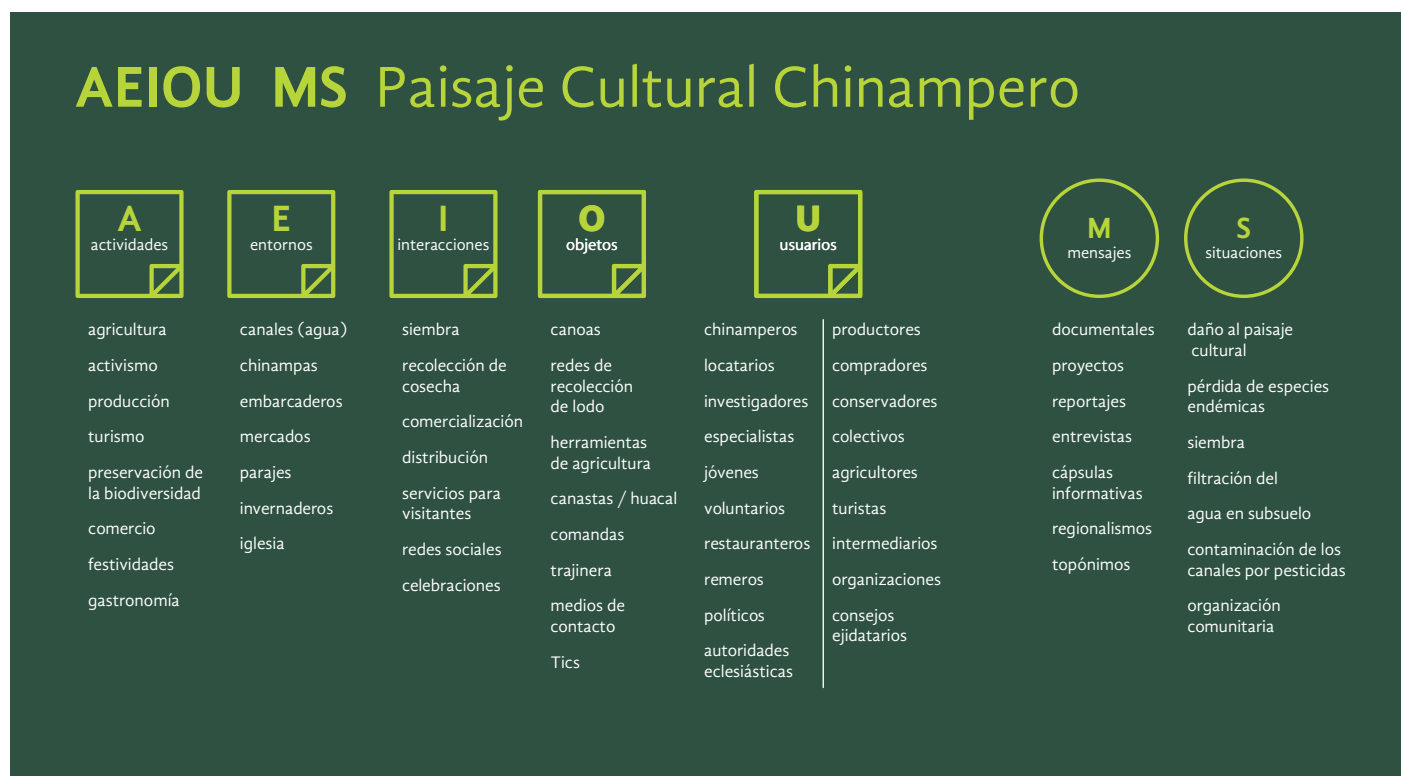 AEIOU MS Paisaje Cultural Chinampero
A
actividades
agricultura
activismo
producción
turismo
preservación de
la biodiversidad
comercio
festividades
gastronomía
E
entornos
canales (agua)
chinampas
embarcaderos
mercados
parajes
invernaderos
iglesia
I
interacciones
siembra
recolección de
cosecha
comercialización
distribución
servicios para
visitantes
redes sociales
celebraciones
O
objetos
canoas
redes de
recolección
de lodo
herramientas
de agricultura
canastas / huacal
comandas
trajinera
medios de
contacto
Tics
U
usuarios
chinamperos
locatarios
investigadores
especialistas
jóvenes
voluntarios
restauranteros
remeros
políticos
autoridades
eclesiásticas
productores
compradores
conservadores
colectivos
agricultores
turistas
intermediarios
organizaciones
consejos
ejidatarios
M
mensajes
documentales
proyectos
reportajes
entrevistas
cápsulas
informativas
regionalismos
topónimos
S
situaciones
daño al paisaje
cultural
pérdida de especies
endémicas
siembra
filtración del
agua en subsuelo
contaminación de los
canales por pesticidas
organización
comunitaria